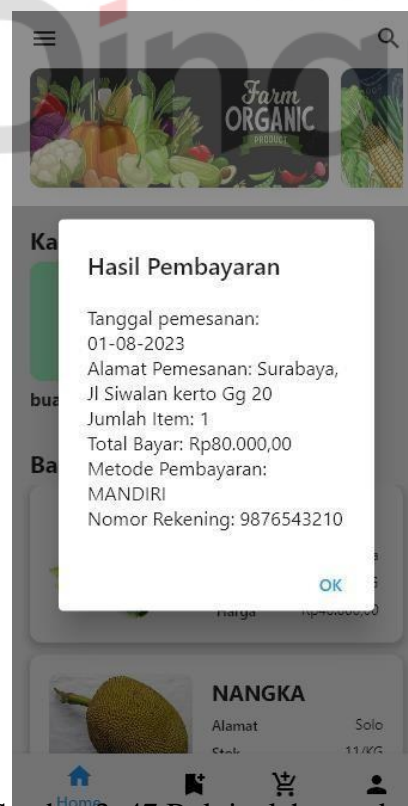 Farm
ORGANIC
PRODUCT
Ka
Hasil Pembayaran
Tanggal pemesanan:
01-08-2023
Alamat Pemesanan: Surabaya,
Jl Siwalan kerto Gg 20
Jumlah Item: 1
Total Bayar: Rp80.000,00
Metode Pembayaran:
MANDIRI
Nomor Rekening: 9876543210
OK
bua
Ba
Harga
NANGKA
Alamat Solo
Stok 11/KG
Home